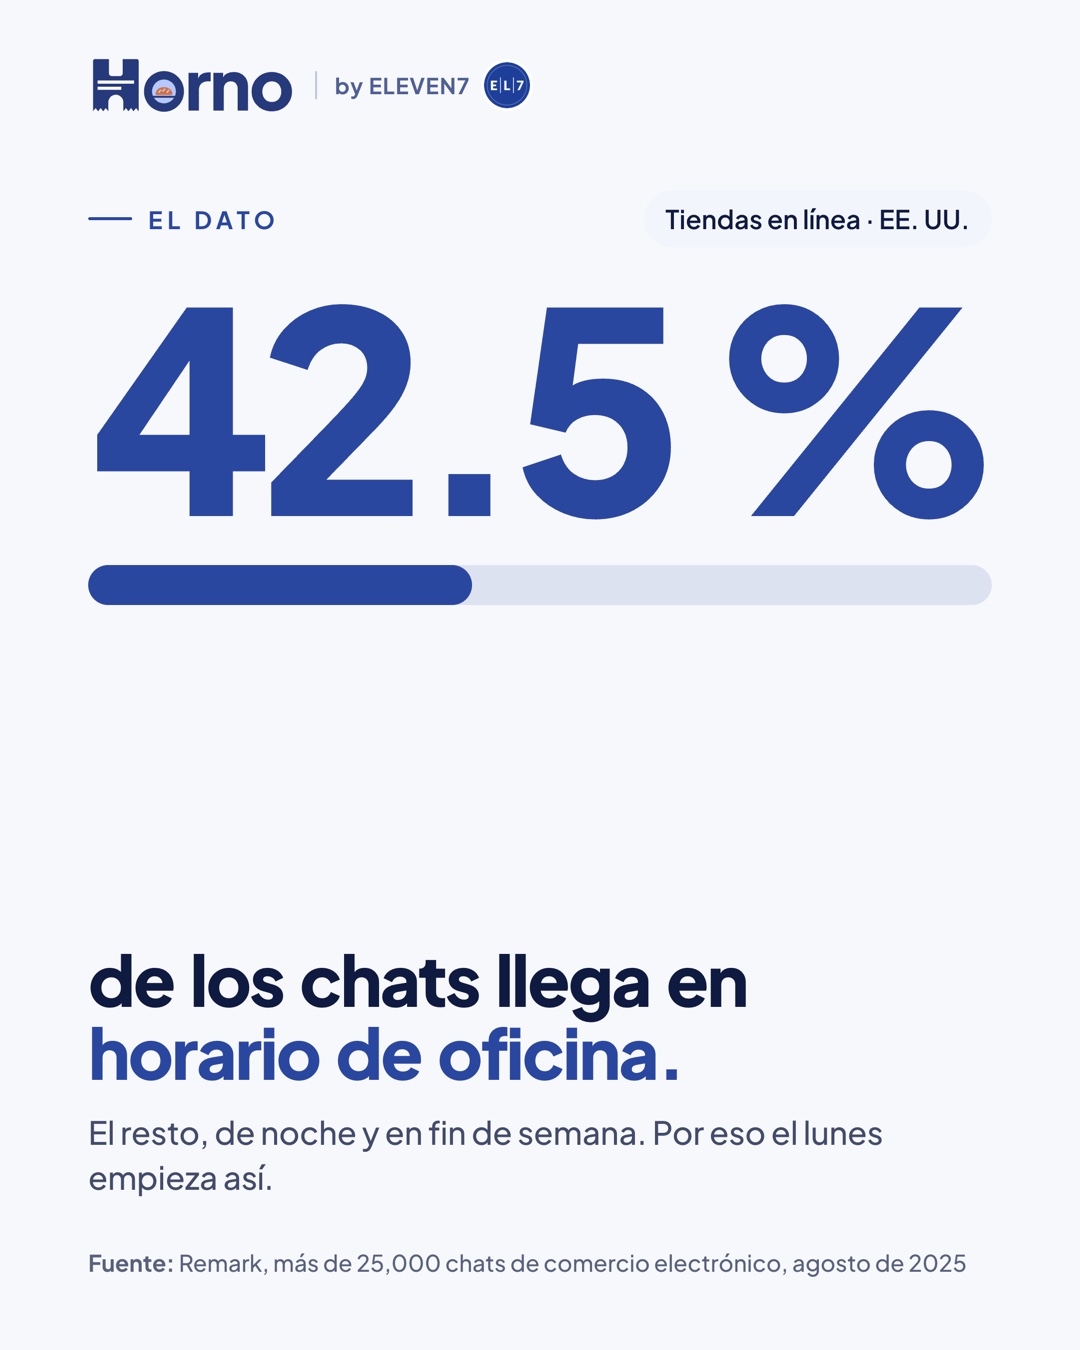 Horno
by ELEVEN7
E|L|7
EL DATO
Tiendas en línea · EE. UU.
42.5 %
de los chats llega en
horario de oficina.
El resto, de noche y en fin de semana. Por eso el lunes
empieza así.
Fuente: Remark, más de 25,000 chats de comercio electrónico, agosto de 2025